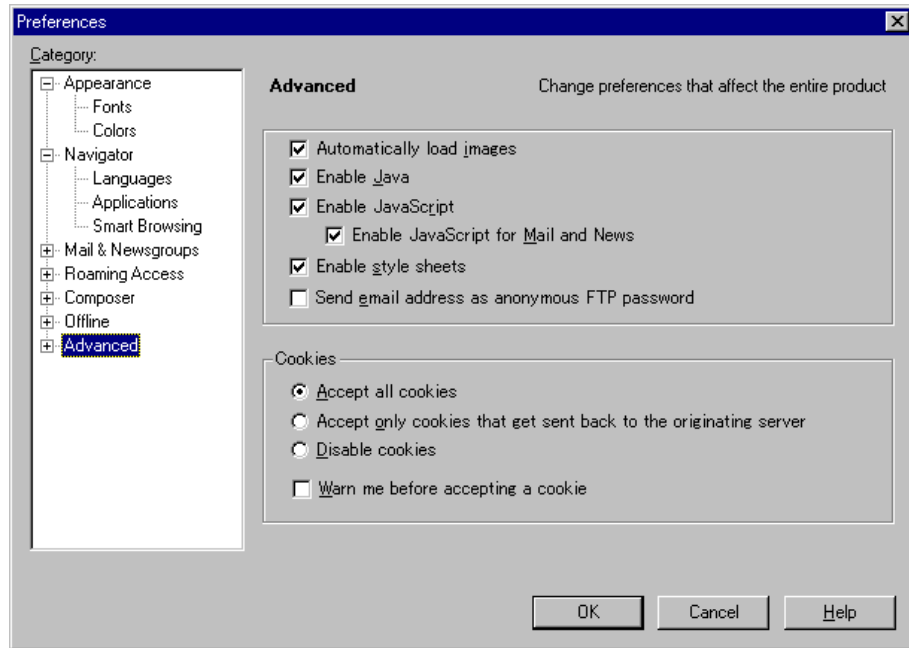 Preferences
Category:
Appearance
Fonts
Colors
Navigator
Languages
Applications
Smart Browsing
Mail & Newsgroups
Roaming Access
Composer
Offline
Advanced
Advanced
Change preferences that affect the entire product
Automatically load images
Enable Java
Enable JavaScript
Enable JavaScript for Mail and News
Enable style sheets
Send email address as anonymous FTP password
Cookies
Accept all cookies
Accept only cookies that get sent back to the originating server
Disable cookies
Warn me before accepting a cookie
OK
Cancel
Help